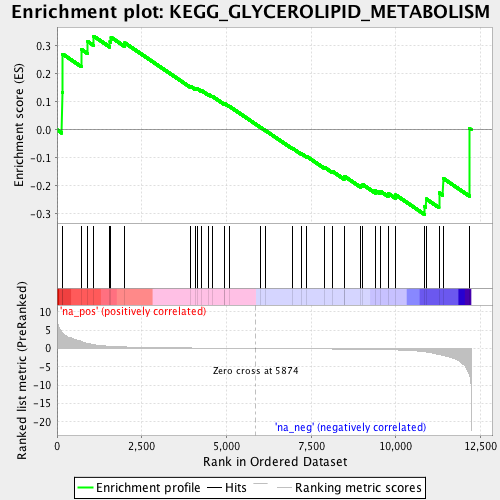 Enrichment plot: KEGG_GLYCEROLIPID_METABOLISM
Enrichment score (ES)
0.3
0.2
0.1
0.0
-0.1
-0.2
-0.3
'na_pos' (positively correlated)
Ranked list metric (PreRanked)
10
5
0
-5
-10
-15
-20
Zero cross at 5874
'na_neg' (negatively correlated)
0
2,500
5,000
7,500
10,000
12,500
Rank in Ordered Dataset
Enrichment profile
Hits
Ranking metric scores